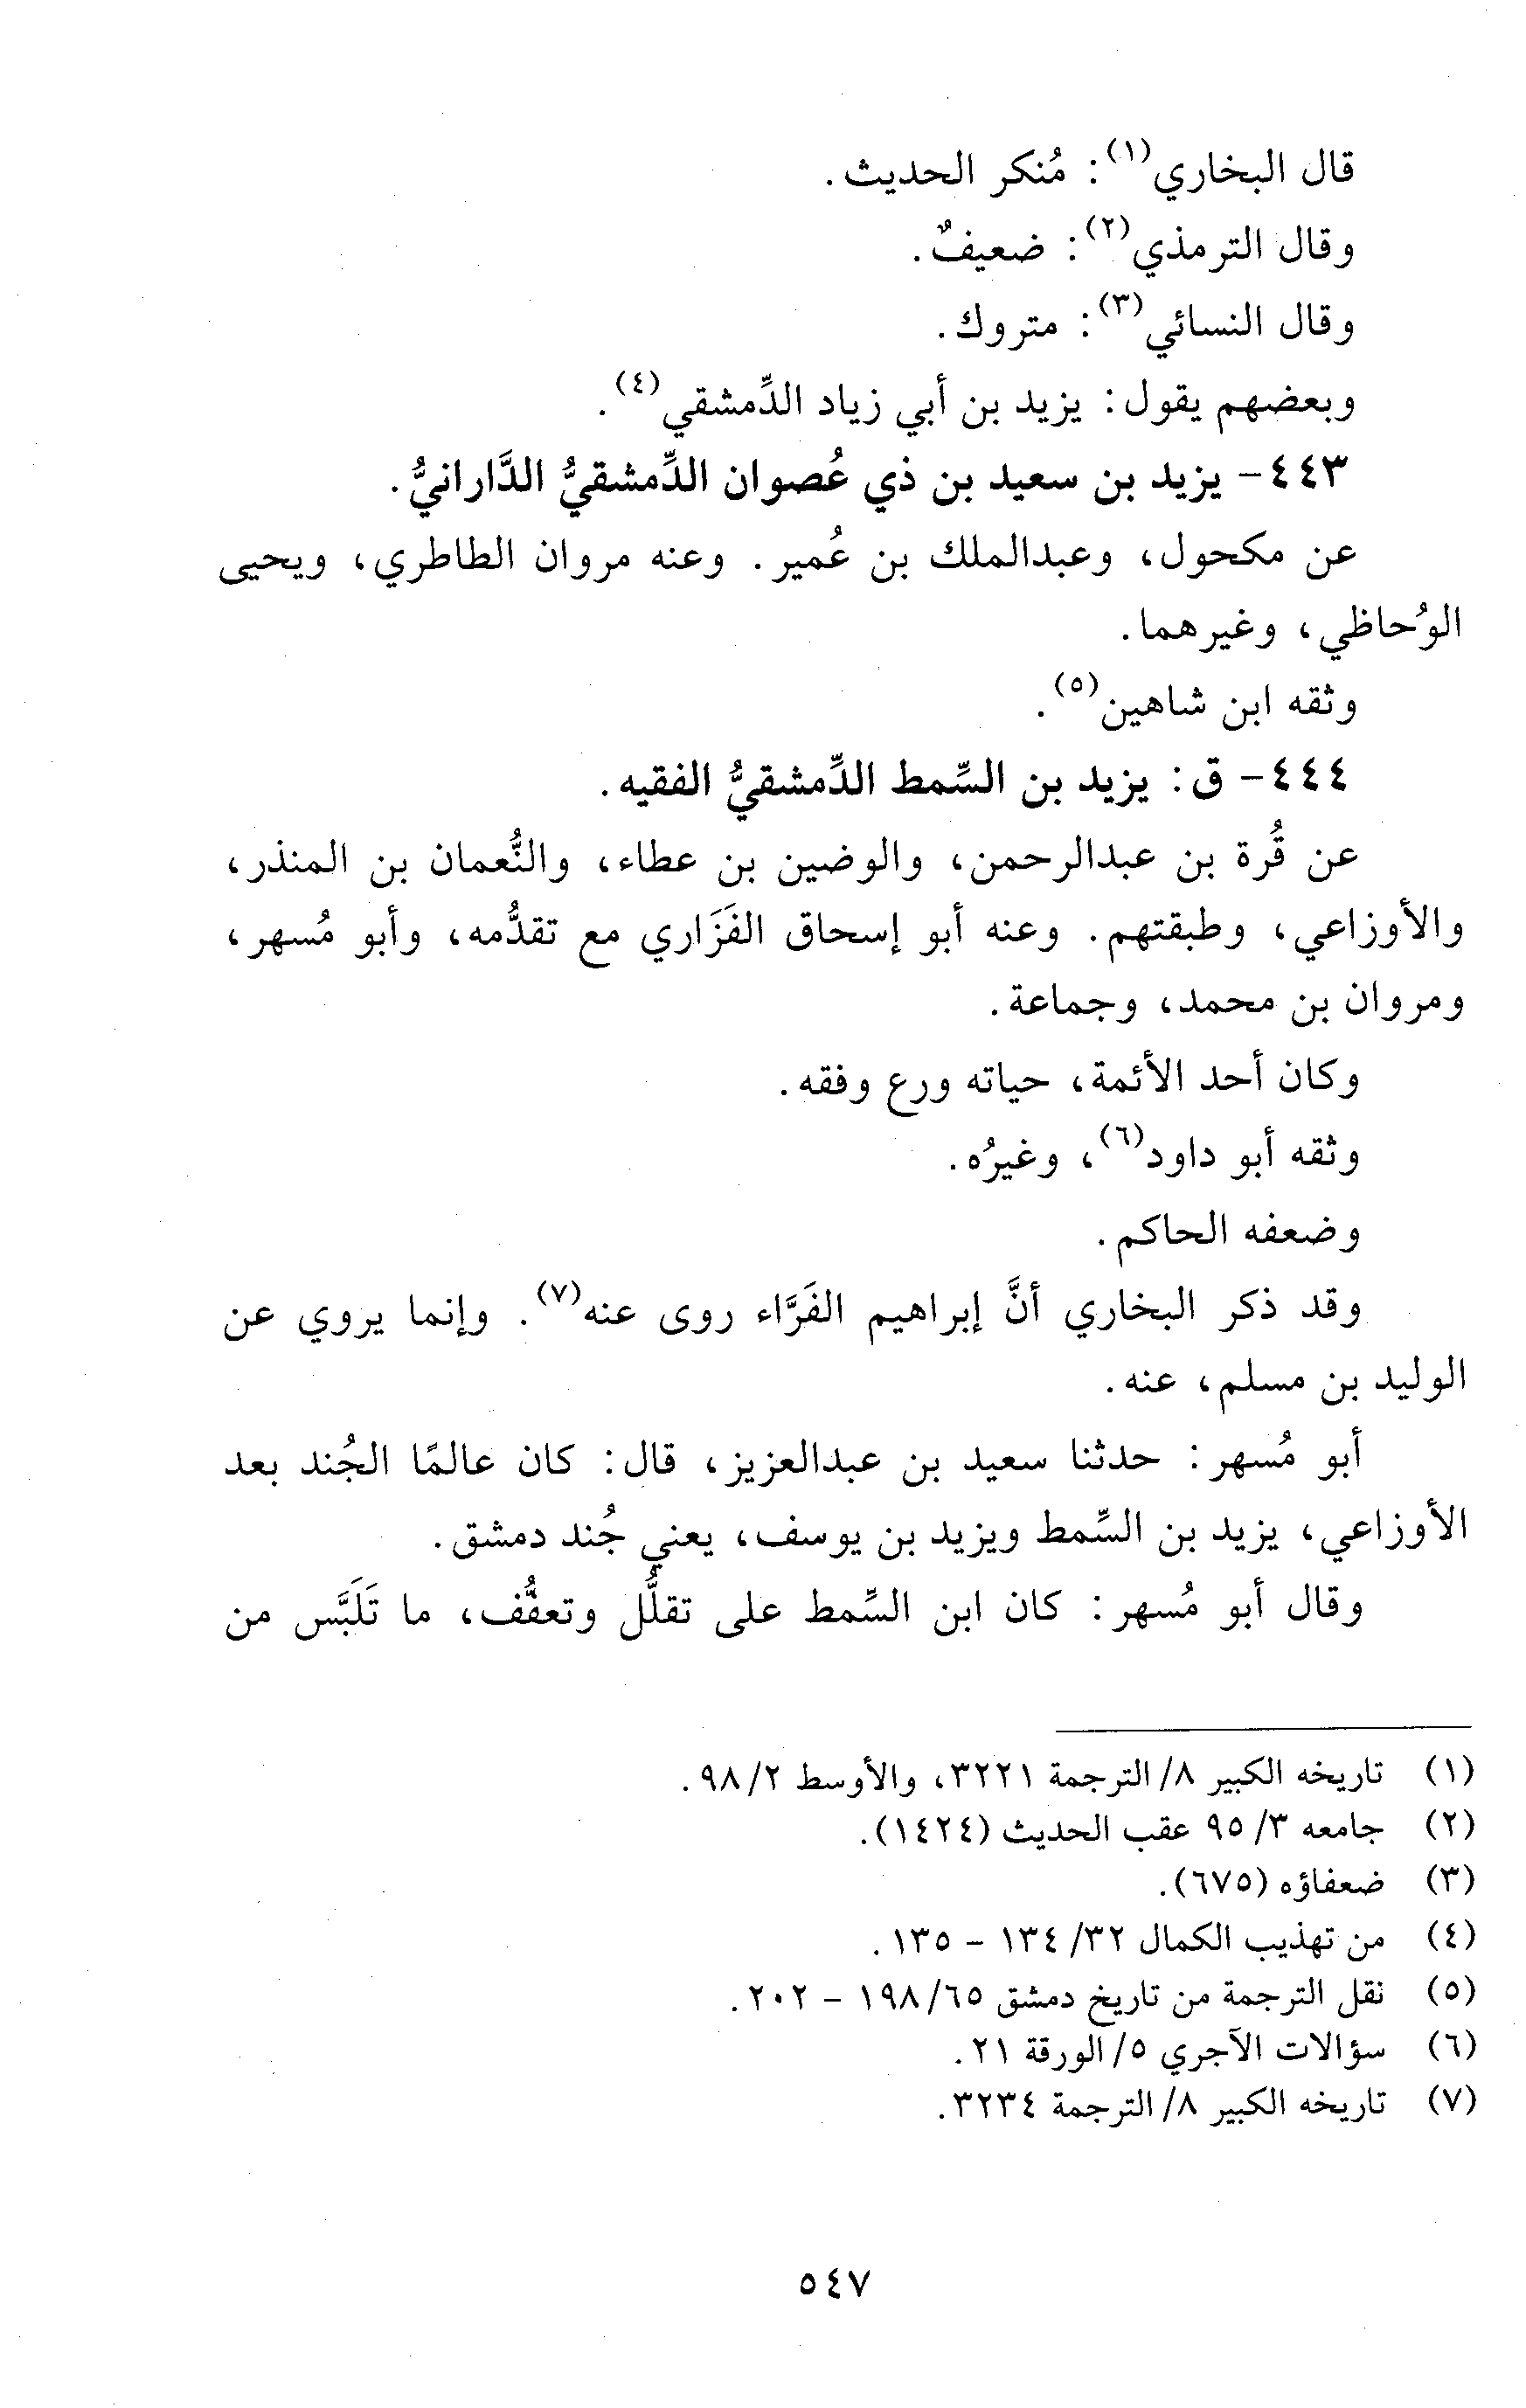 قال البخاري(١): مُنكر الحديث.
وقال الترمذي(٢): ضعيفٌ.
وقال النسائي(٣): متروك.
وبعضهم يقول: يزيد بن أبي زياد الدِّمشقي(٤).
٤٤٣- يزيد بن سعيد بن ذي عُصوان الدِّمشقيُّ الدَّارانيُّ.
عن مكحول، وعبدالملك بن عُمير. وعنه مروان الطاطري، ويحيى
الوُحاظي، وغيرهما.
وثقه ابن شاهين(٥).
٤٤٤- ق: يزيد بن السِّمط الدِّمشقيُّ الفقيه.
عن قُرة بن عبدالرحمن، والوضين بن عطاء، والنُّعمان بن المنذر،
والأوزاعي، وطبقتهم. وعنه أبو إسحاق الفَزَاري مع تقدُّمه، وأبو مُسهر،
ومروان بن محمد، وجماعة.
وكان أحد الأئمة، حياته ورع وفقه.
وثقه أبو داود(٦)، وغيرُه.
وضعفه الحاكم.
وقد ذكر البخاري أنَّ إبراهيم الفَرَّاء روى عنه(٧). وإنما يروي عن
الوليد بن مسلم، عنه.
أبو مُسهر: حدثنا سعيد بن عبدالعزيز، قال: كان عالمًا الجُند بعد
الأوزاعي، يزيد بن السِّمط ويزيد بن يوسف، يعني جُند دمشق.
وقال أبو مُسهر: كان ابن السِّمط على تقلُّل وتعفُّف، ما تَلَبَّس من
(١) تاريخه الكبير ٨/ الترجمة ٣٢٢١، والأوسط ٢/ ٩٨.
(٢) جامعه ٣/ ٩٥ عقب الحديث (١٤٢٤).
(٣) ضعفاؤه (٦٧٥).
(٤) من تهذيب الكمال ٣٢/ ١٣٤ - ١٣٥.
(٥) نقل الترجمة من تاريخ دمشق ٦٥/ ١٩٨ - ٢٠٢.
(٦) سؤالات الآجري ٥/ الورقة ٢١.
(٧) تاريخه الكبير ٨/ الترجمة ٣٢٣٤.
٥٤٧